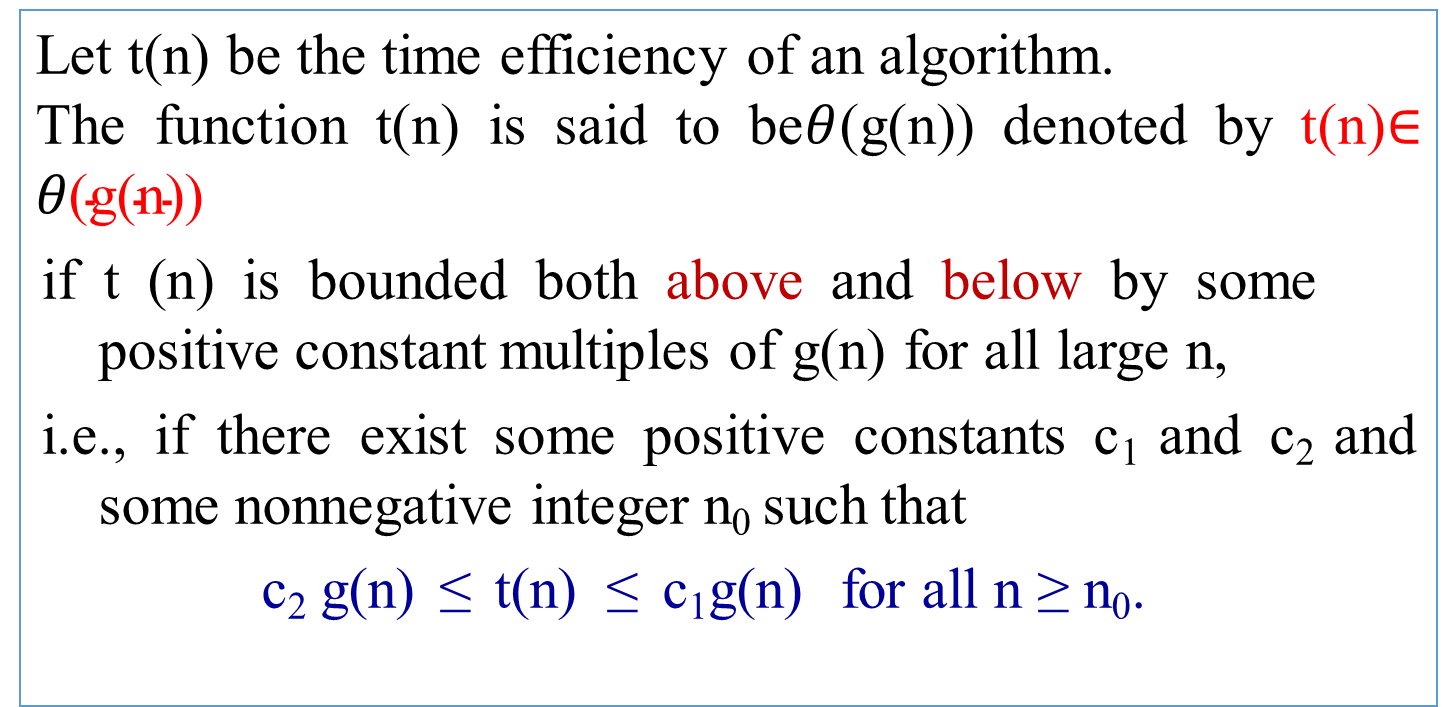 Let t(n) be the time efficiency of an algorithm.
The function t(n) is said to be𝜃(g(n)) denoted by t(n)∈
𝜃(g(n))
if t (n) is bounded both above and below by some
positive constant multiples of g(n) for all large n,
i.e., if there exist some positive constants c₁ and c₂ and
some nonnegative integer n₀ such that
c₂ g(n) ≤ t(n) ≤ c₁g(n) for all n ≥ n₀.